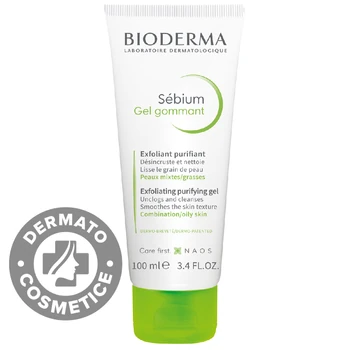 BIODERMA
LABORATOIRE DERMATOLOGIQUE
Sébium
Gel gommant
Exfoliant purifiant
Désincruste et nettoie
Lisse le grain de peau
Peaux mixtes/grasses
Exfoliating purifying gel
Unclogs and cleanses
Smoothes the skin texture
Combination/oily skin
Care first
NAOS
100 ml ℮ 3.4 FL.OZ.
DERMATO
COSMETICE